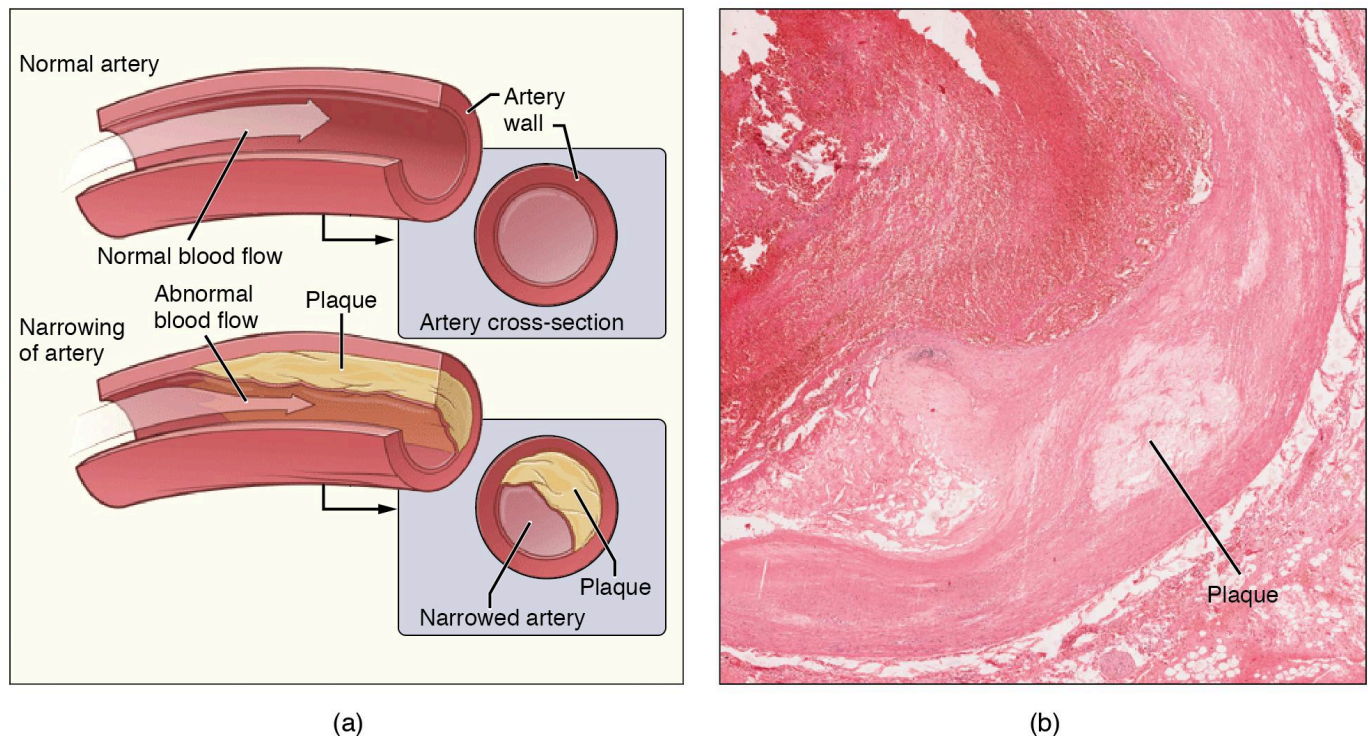 Normal artery
Artery
wall
Normal blood flow
Artery cross-section
Narrowing
of artery
Abnormal
blood flow
Plaque
Plaque
Narrowed artery
(a)
Plaque
(b)